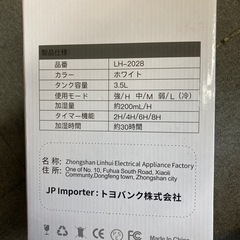 製品仕様
品番 LH-2028
カラー ホワイト
タンク容量 3.5L
使用モード 強/H 中/M 弱/L (冷)
加湿量 約200mL/H
タイマー機能 2H/4H/6H/8H
加湿時間 約30時間
名称: Zhongshan Linhui Electrical Appliance Factory
住所: One of No. 10, Fuhua South Road, Xiaoli
Community,Dongfeng town, Zhongshan City
JP Importer: トヨバンク株式会社